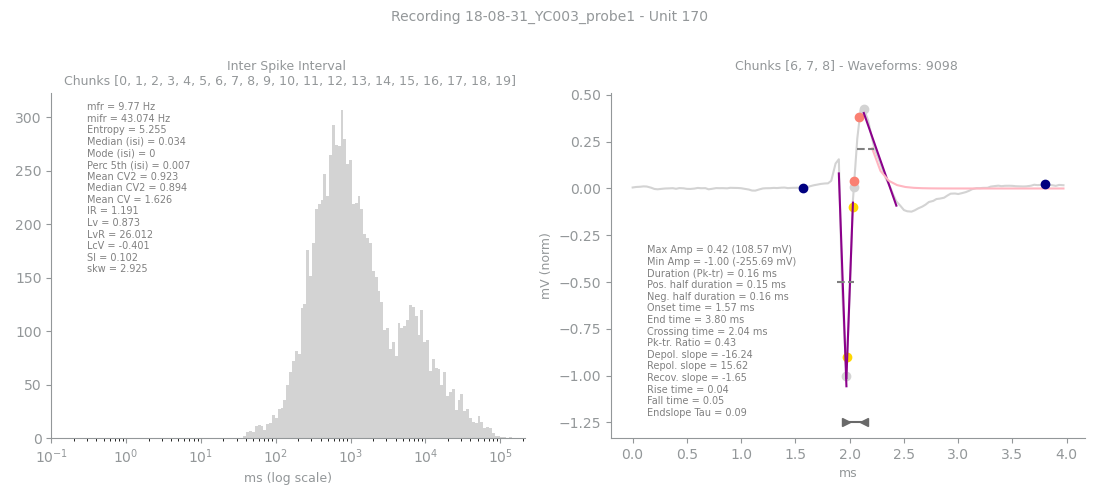 Recording 18-08-31_YC003_probe1 - Unit 170
Inter Spike Interval
Chunks [0, 1, 2, 3, 4, 5, 6, 7, 8, 9, 10, 11, 12, 13, 14, 15, 16, 17, 18, 19]
mfr = 9.77 Hz
mifr = 43.074 Hz
Entropy = 5.255
Median (isi) = 0.034
Mode (isi) = 0
Perc 5th (isi) = 0.007
Mean CV2 = 0.923
Median CV2 = 0.894
Mean CV = 1.626
IR = 1.191
Lv = 0.873
LvR = 26.012
LcV = -0.401
SI = 0.102
skw = 2.925
300
250
200
150
100
50
0
10⁻¹ 10⁰ 10¹ 10² 10³ 10⁴ 10⁵
ms (log scale)
Chunks [6, 7, 8] - Waveforms: 9098
mV (norm)
0.50
0.25
0.00
−0.25
−0.50
−0.75
−1.00
−1.25
Max Amp = 0.42 (108.57 mV)
Min Amp = -1.00 (-255.69 mV)
Duration (Pk-tr) = 0.16 ms
Pos. half duration = 0.15 ms
Neg. half duration = 0.16 ms
Onset time = 1.57 ms
End time = 3.80 ms
Crossing time = 2.04 ms
Pk-tr. Ratio = 0.43
Depol. slope = -16.24
Repol. slope = 15.62
Recov. slope = -1.65
Rise time = 0.04
Fall time = 0.05
Endslope Tau = 0.09
0.0 0.5 1.0 1.5 2.0 2.5 3.0 3.5 4.0
ms